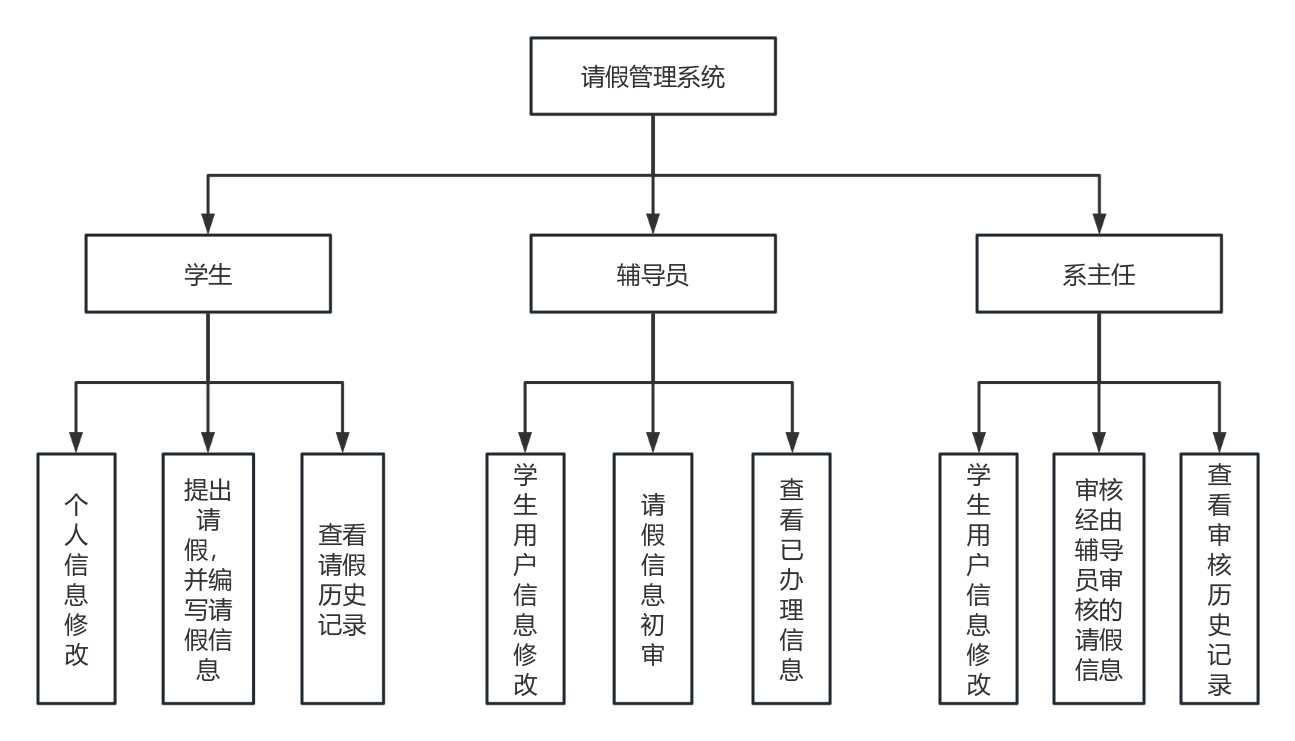 请假管理系统
学生
辅导员
系主任
个
人
信
息
修
改
提出
请
假，
并编
写请
假信
息
查看
请假
历史
记录
学
生
用
户
信
息
修
改
请
假
信
息
初
审
查
看
已
办
理
信
息
学
生
用
户
信
息
修
改
审核
经由
辅导
员审
核的
请假
信息
查
看
审
核
历
史
记
录